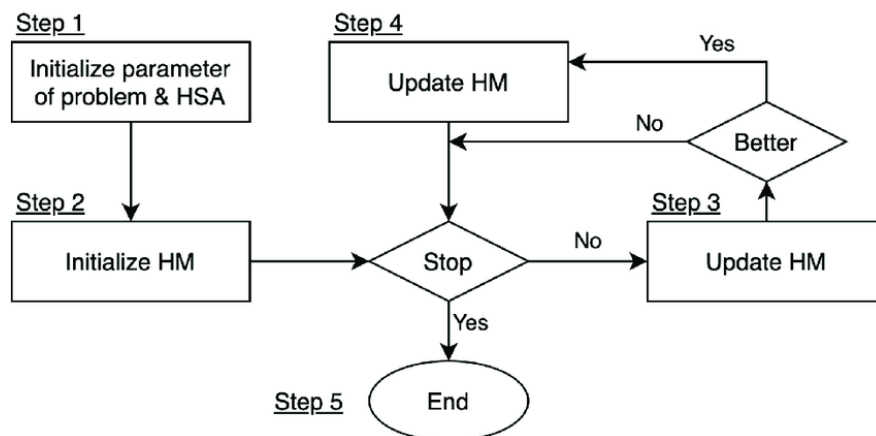 Step 1
Initialize parameter
of problem & HSA
Step 4
Update HM
Yes
No
Better
Step 2
Initialize HM
Stop
No
Step 3
Update HM
Yes
Step 5
End